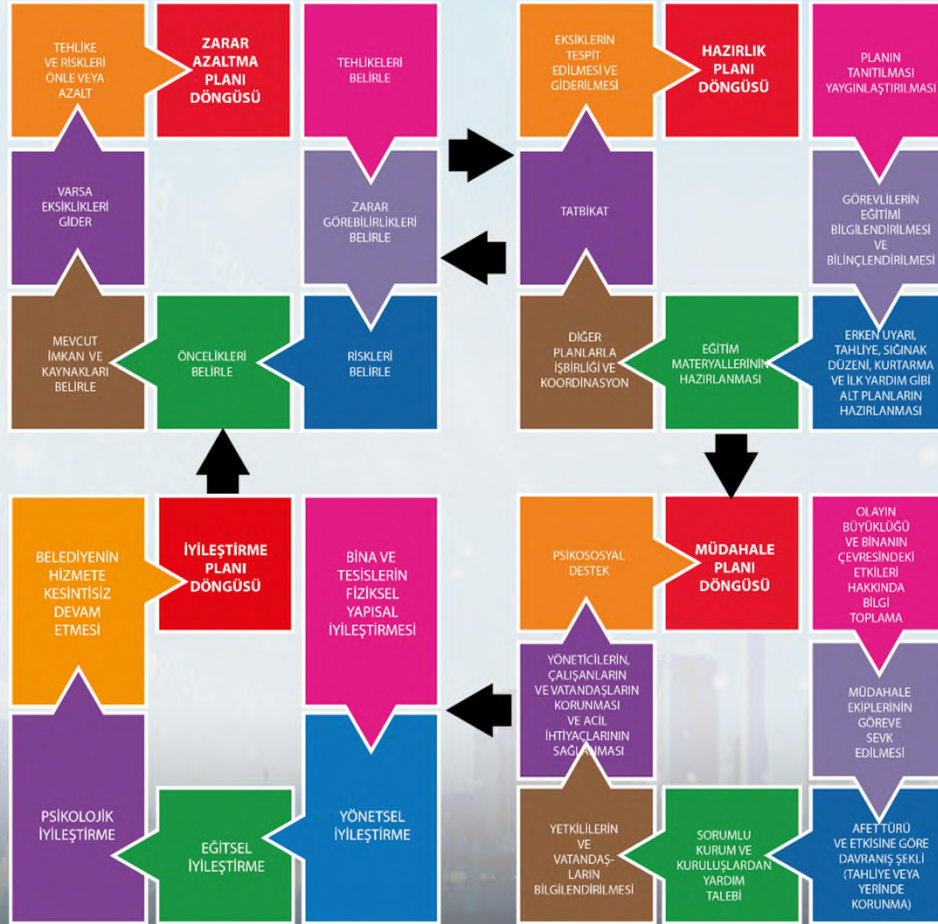 TEHLİKE
VE RİSKLERİ
ÖNLE VEYA
AZALT
ZARAR
AZALTMA
PLANI
DÖNGÜSÜ
TEHLİKELERİ
BELİRLE
VARSA
EKSİKLİKLERİ
GİDER
ZARAR
GÖREBİLİRLİKLERİ
BELİRLE
MEVCUT
İMKAN VE
KAYNAKLARI
BELİRLE
ÖNCELİKLERİ
BELİRLE
RİSKLERİ
BELİRLE
EKSİKLERİN
TESPİT
EDİLMESİ VE
GİDERİLMESİ
HAZIRLIK
PLANI
DÖNGÜSÜ
PLANIN
TANITILMASI
YAYGINLAŞTIRILMASI
TATBİKAT
GÖREVLİLERİN
EĞİTİMİ
BİLGİLENDİRİLMESİ
VE
BİLİNÇLENDİRİLMESİ
DİĞER
PLANLARLA
İŞBİRLİĞİ VE
KOORDİNASYON
EĞİTİM
MATERYALLERİNİN
HAZIRLANMASI
ERKEN UYARI,
TAHLİYE, SIĞINAK
DÜZENİ, KURTARMA
VE İLK YARDIM GİBİ
ALT PLANLARIN
HAZIRLANMASI
BELEDİYENİN
HİZMETE
KESİNTİSİZ
DEVAM
ETMESİ
İYİLEŞTİRME
PLANI
DÖNGÜSÜ
BİNA VE
TESİSLERİN
FİZİKSEL
YAPISAL
İYİLEŞTİRMESİ
PSİKOLOJİK
İYİLEŞTİRME
EĞİTSEL
İYİLEŞTİRME
YÖNETSEL
İYİLEŞTİRME
PSİKOSOSYAL
DESTEK
MÜDAHALE
PLANI
DÖNGÜSÜ
OLAYIN
BÜYÜKLÜĞÜ
VE BİNANIN
ÇEVRESİNDEKİ
ETKİLERİ
HAKKINDA
BİLGİ
TOPLAMA
YÖNETİCİLERİN,
ÇALIŞANLARIN
VE VATANDAŞLARIN
KORUNMASI
VE ACİL
İHTİYAÇLARININ
SAĞLANMASI
MÜDAHALE
EKİPLERİNİN
GÖREVE
SEVK
EDİLMESİ
YETKİLİLERİN
VE
VATANDAŞ-
LARIN
BİLGİLENDİRİLMESİ
SORUMLU
KURUM VE
KURULUŞLARDAN
YARDIM
TALEBİ
AFET TÜRÜ
VE ETKİSİNE GÖRE
DAVRANIŞ ŞEKLİ
(TAHLİYE VEYA
YERİNDE
KORUNMA)